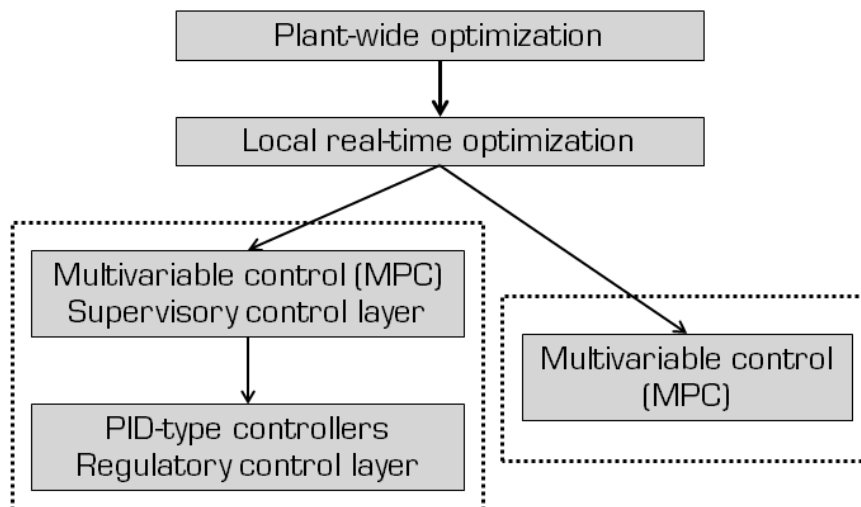 Plant-wide optimization
Local real-time optimization
Multivariable control (MPC)
Supervisory control layer
PID-type controllers
Regulatory control layer
Multivariable control
(MPC)